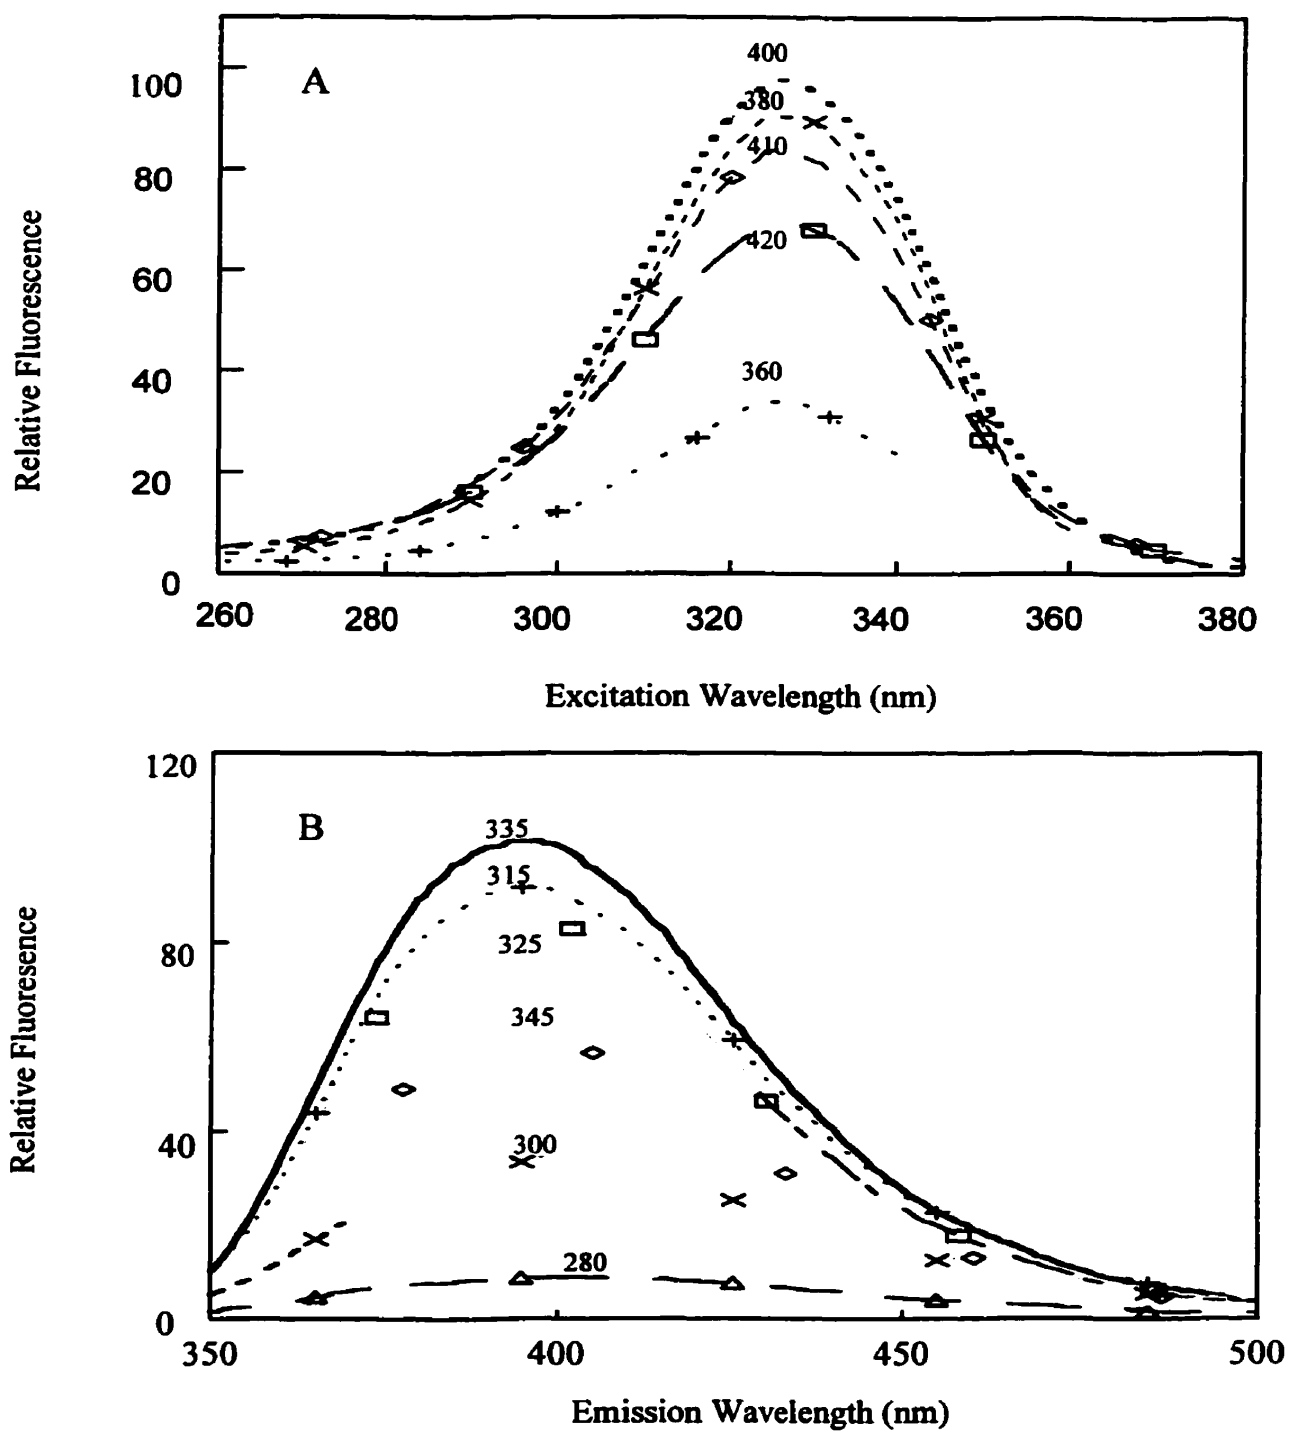 A
400
380
410
420
360
100
80
60
40
20
0
Relative Fluorescence
260 280 300 320 340 360 380
Excitation Wavelength (nm)
B
335
315
325
345
300
280
120
80
40
0
Relative Fluoresence
350 400 450 500
Emission Wavelength (nm)